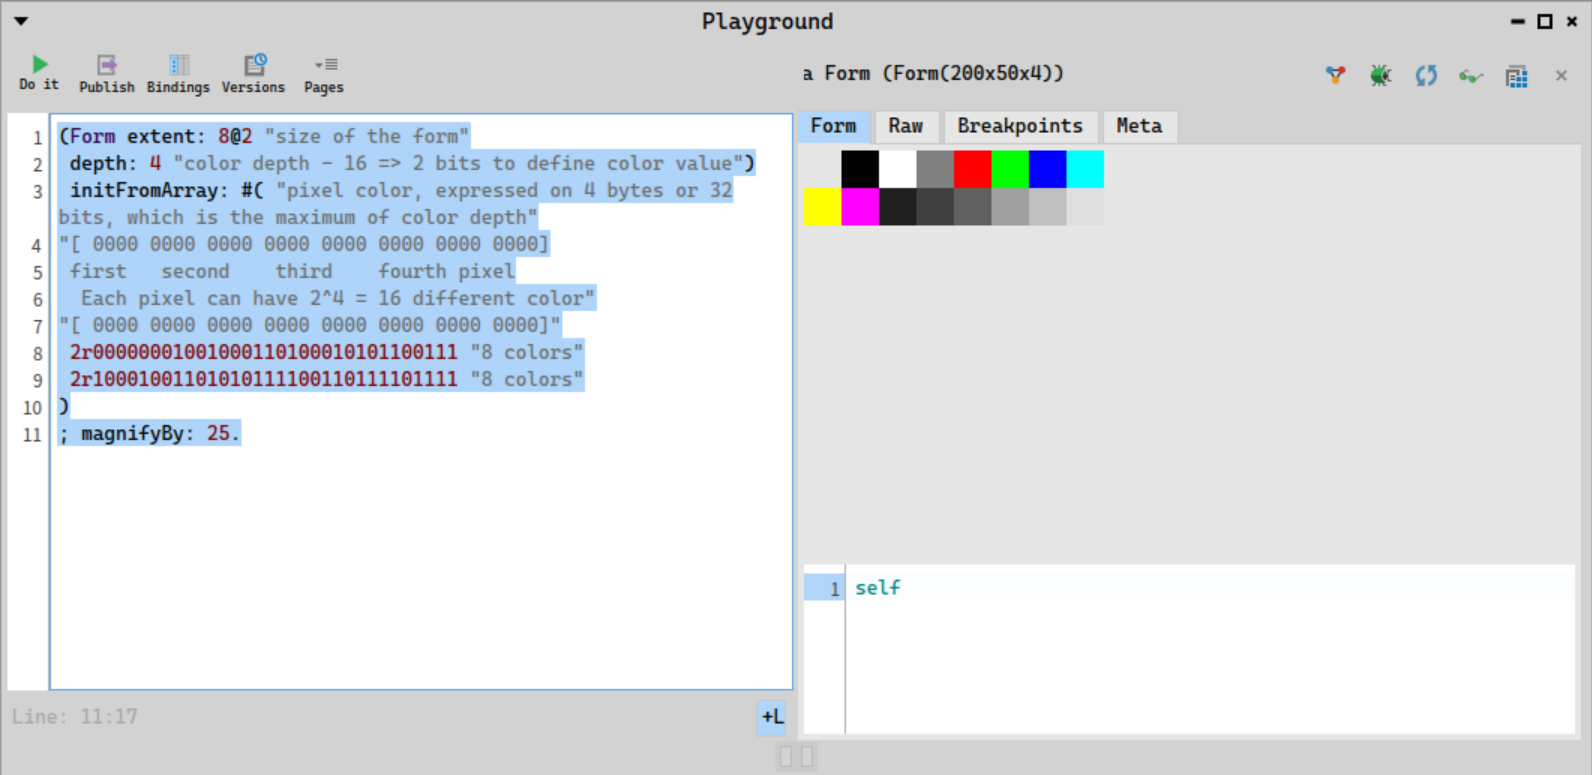 Playground
Do it Publish Bindings Versions Pages
a Form (Form(200x50x4))
1 (Form extent: 8@2 "size of the form"
2 depth: 4 "color depth - 16 => 2 bits to define color value")
3 initFromArray: #( "pixel color, expressed on 4 bytes or 32
bits, which is the maximum of color depth"
4 "[ 0000 0000 0000 0000 0000 0000 0000 0000]
5 first second third fourth pixel
6 Each pixel can have 2^4 = 16 different color"
7 "[ 0000 0000 0000 0000 0000 0000 0000 0000]"
8 2r00000001001000110100010101100111 "8 colors"
9 2r10001001101010111100110111101111 "8 colors"
10 )
11 ; magnifyBy: 25.
Line: 11:17
+L
Form Raw Breakpoints Meta
1 self